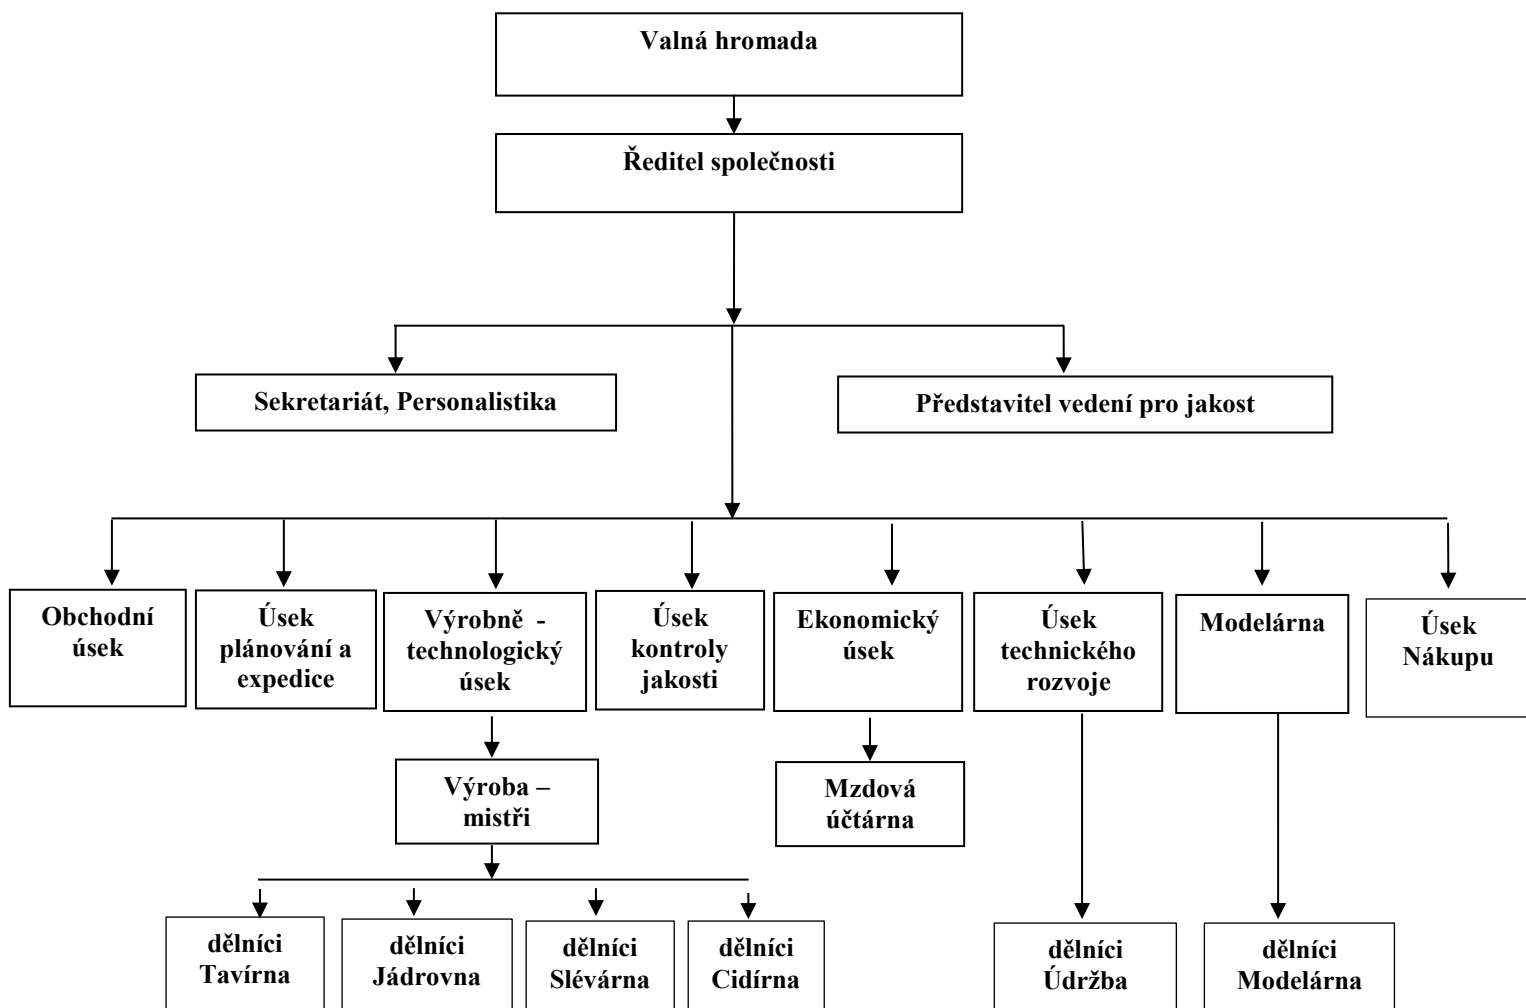 Valná hromada
Ředitel společnosti
Sekretariát, Personalistika
Představitel vedení pro jakost
Obchodní
úsek
Úsek
plánování a
expedice
Výrobně  -
technologický
úsek
Úsek
kontroly
jakosti
Ekonomický
úsek
Úsek
technického
rozvoje
Modelárna
Úsek
Nákupu
Výroba –
mistři
Mzdová
účtárna
dělníci
Tavírna
dělníci
Jádrovna
dělníci
Slévárna
dělníci
Cidírna
dělníci
Údržba
dělníci
Modelárna